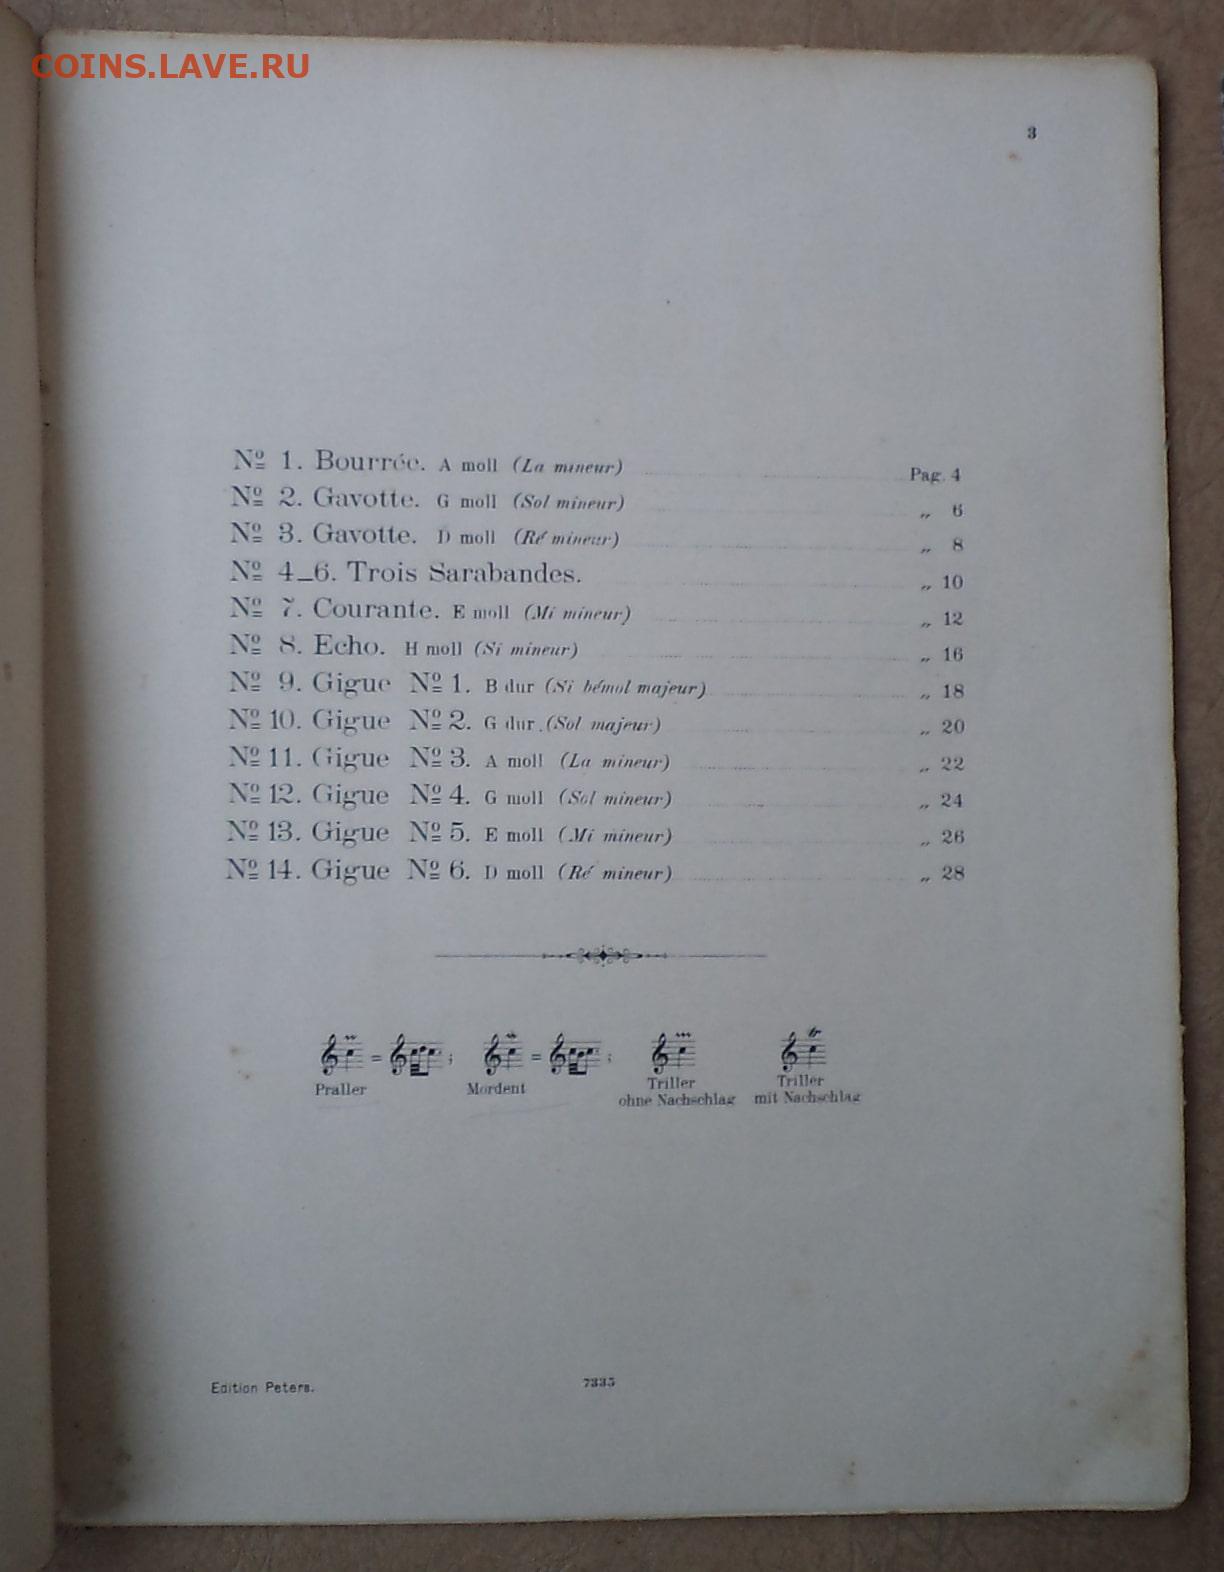 COINS.LAVE.RU
3
Nº 1. Bourrée. A moll (La mineur) Pag. 4
Nº 2. Gavotte. G moll (Sol mineur) „ 6
Nº 3. Gavotte. D moll (Ré mineur) „ 8
Nº 4_6. Trois Sarabandes. „ 10
Nº 7. Courante. E moll (Mi mineur) „ 12
Nº 8. Echo. H moll (Si mineur) „ 16
Nº 9. Gigue Nº 1. B dur (Si bémol majeur) „ 18
Nº 10. Gigue Nº 2. G dur. (Sol majeur) „ 20
Nº 11. Gigue Nº 3. A moll (La mineur) „ 22
Nº 12. Gigue Nº 4. G moll (Sol mineur) „ 24
Nº 13. Gigue Nº 5. E moll (Mi mineur) „ 26
Nº 14. Gigue Nº 6. D moll (Ré mineur) „ 28
= ; = ; tr
Praller Mordent Triller Triller
ohne Nachschlag mit Nachschlag
Edition Peters. 7335